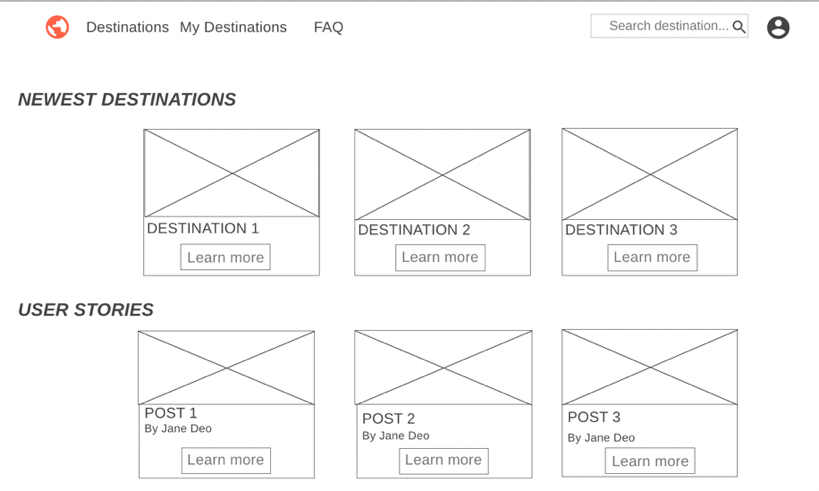 Destinations My Destinations FAQ Search destination...
NEWEST DESTINATIONS
DESTINATION 1 DESTINATION 2 DESTINATION 3
Learn more Learn more Learn more
USER STORIES
POST 1 POST 2 POST 3
By Jane Deo By Jane Deo By Jane Deo
Learn more Learn more Learn more